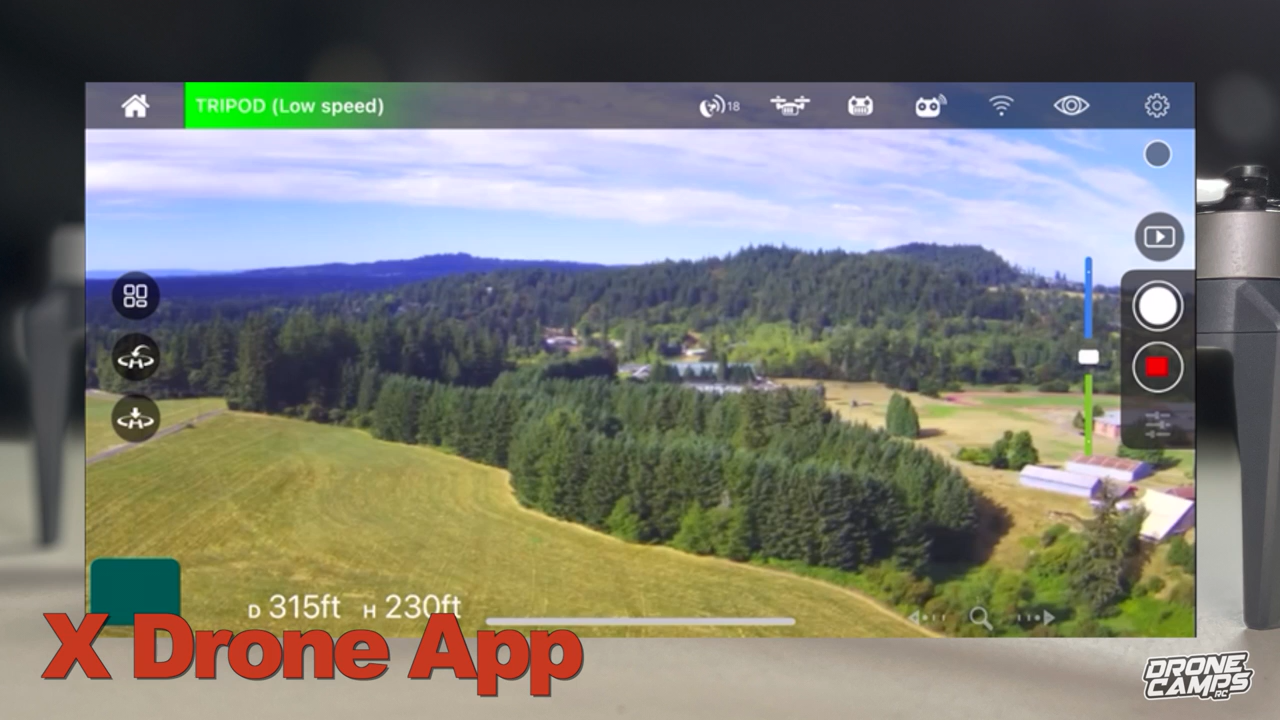 TRIPOD (Low speed)
18
D 315ft H 230ft
X Drone App
DRONE
CAMPS
RC